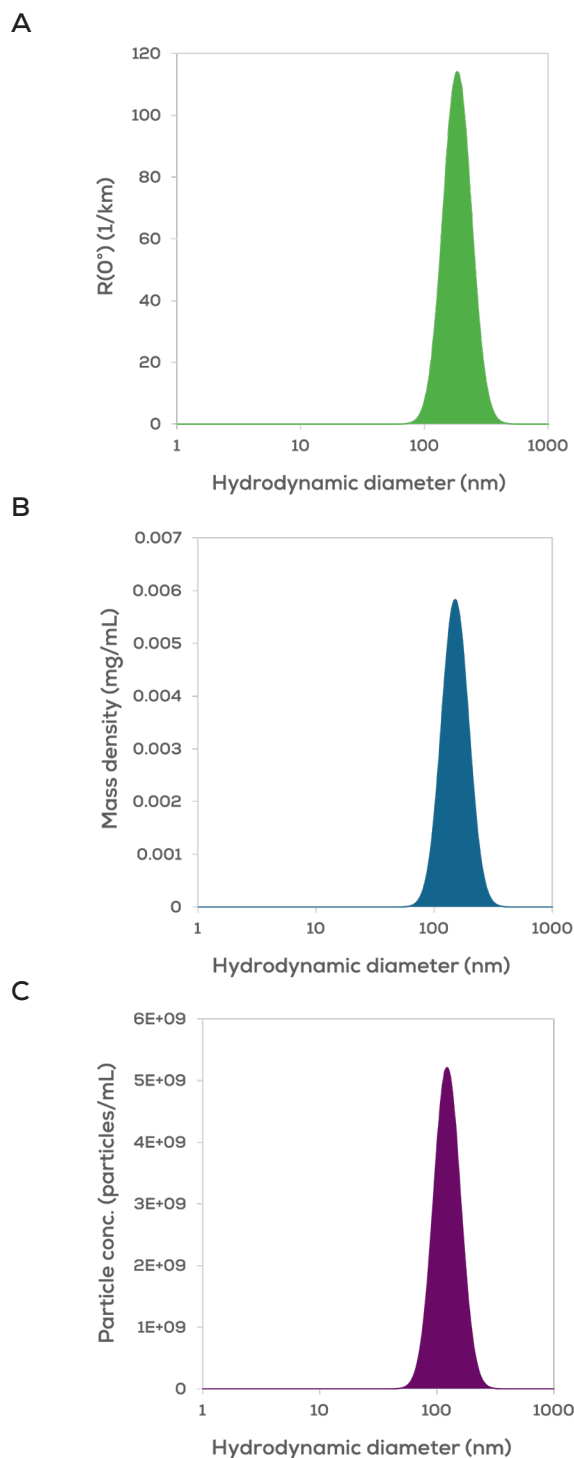 A
120
100
80
60
40
20
0
R(0°) (1/km)
1 10 100 1000
Hydrodynamic diameter (nm)
B
0.007
0.006
0.005
0.004
0.003
0.002
0.001
0
Mass density (mg/mL)
1 10 100 1000
Hydrodynamic diameter (nm)
C
6E+09
5E+09
4E+09
3E+09
2E+09
1E+09
0
Particle conc. (particles/mL)
1 10 100 1000
Hydrodynamic diameter (nm)